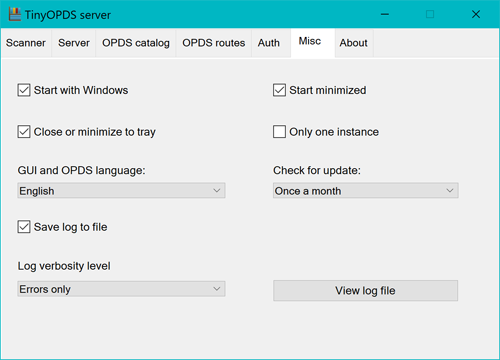 TinyOPDS server
Scanner Server OPDS catalog OPDS routes Auth Misc About
Start with Windows Start minimized
Close or minimize to tray Only one instance
GUI and OPDS language: Check for update:
English Once a month
Save log to file
Log verbosity level
Errors only View log file